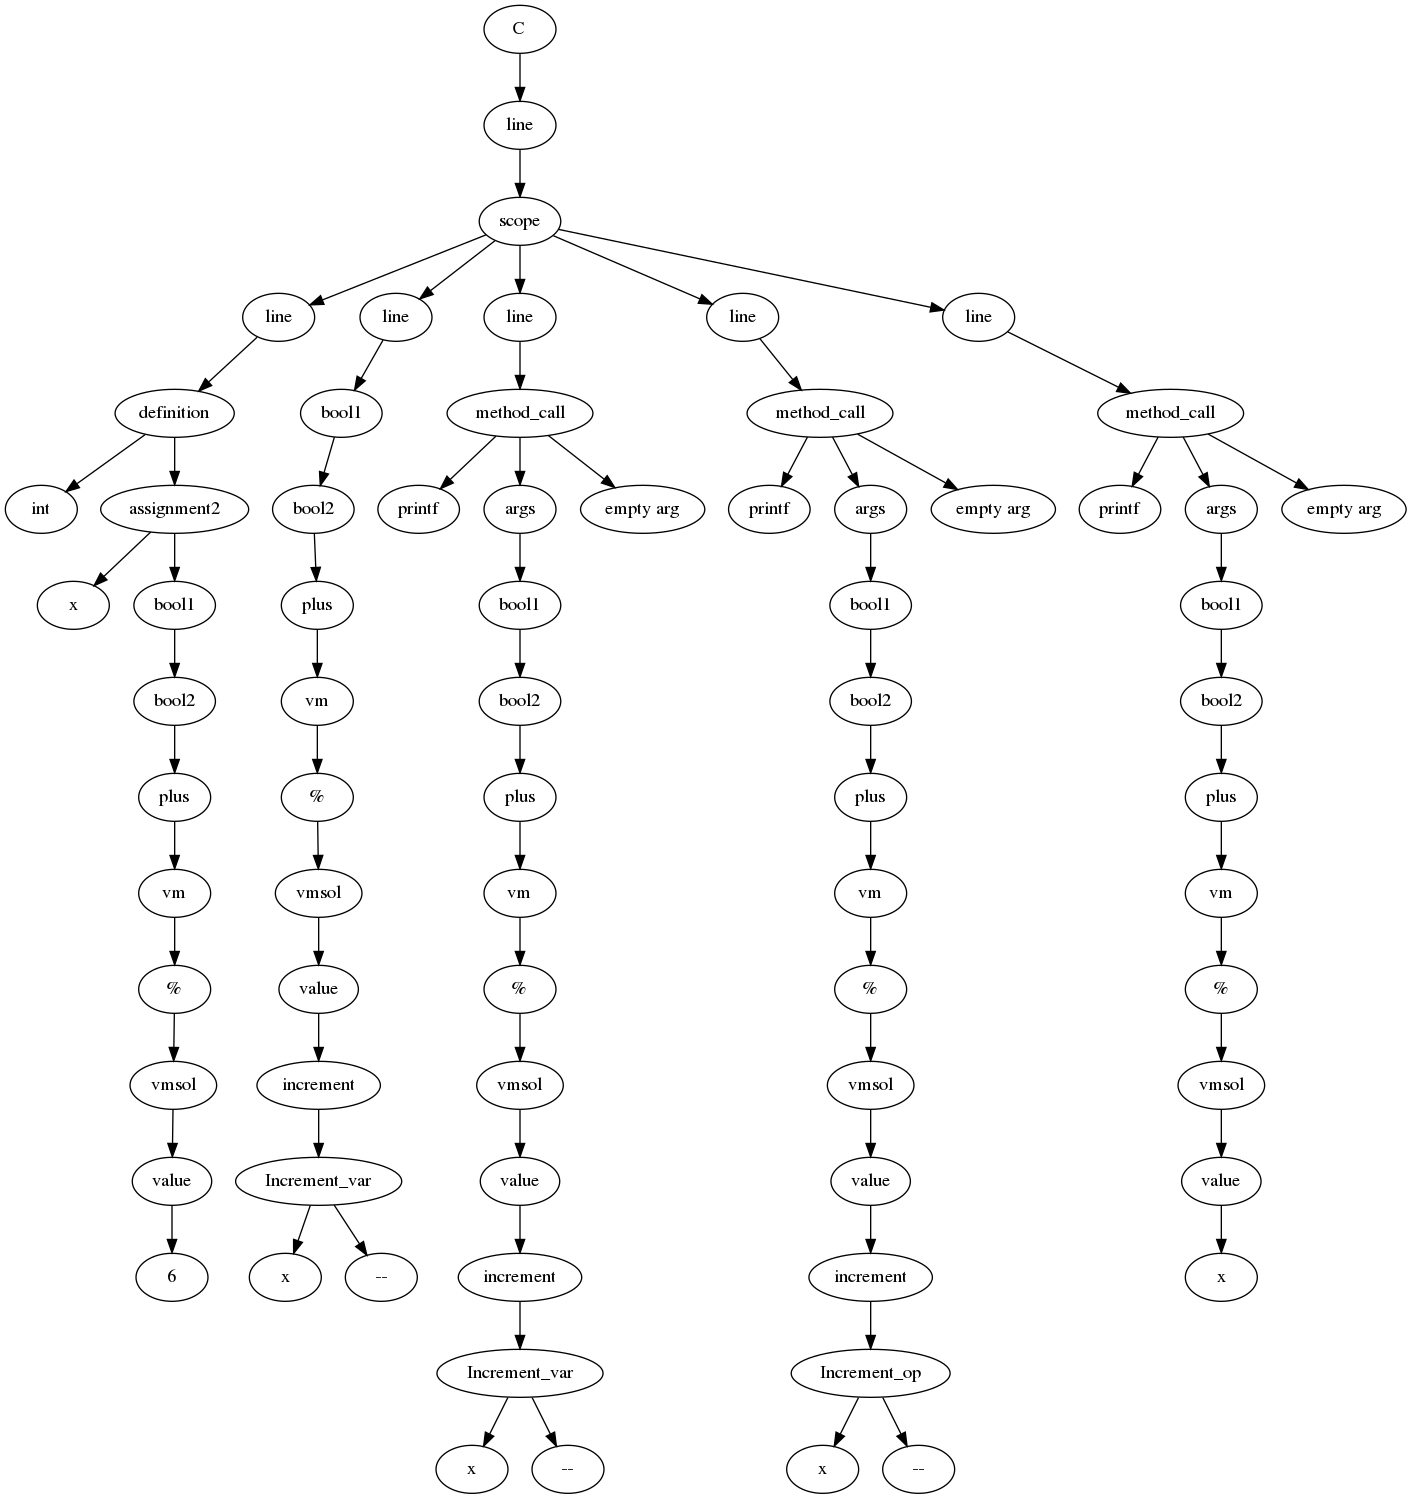 C
line
scope
line line line line line
definition bool1 method_call method_call method_call
int assignment2 bool2 printf args empty arg printf args empty arg printf args empty arg
x bool1 plus bool1 bool1 bool1
bool2 vm bool2 bool2 bool2
plus % plus plus plus
vm vmsol vm vm vm
% value % % %
vmsol increment vmsol vmsol vmsol
value Increment_var value value value
6 x -- increment increment x
Increment_var Increment_op
x -- x --